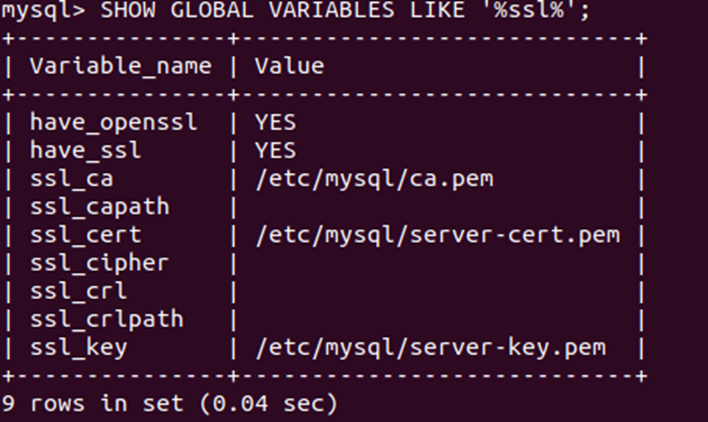 mysql> SHOW GLOBAL VARIABLES LIKE '%ssl%';
+---------------+----------------------------+
| Variable_name | Value                      |
+---------------+----------------------------+
| have_openssl  | YES                        |
| have_ssl      | YES                        |
| ssl_ca        | /etc/mysql/ca.pem          |
| ssl_capath    |                            |
| ssl_cert      | /etc/mysql/server-cert.pem |
| ssl_cipher    |                            |
| ssl_crl       |                            |
| ssl_crlpath   |                            |
| ssl_key       | /etc/mysql/server-key.pem  |
+---------------+----------------------------+
9 rows in set (0.04 sec)